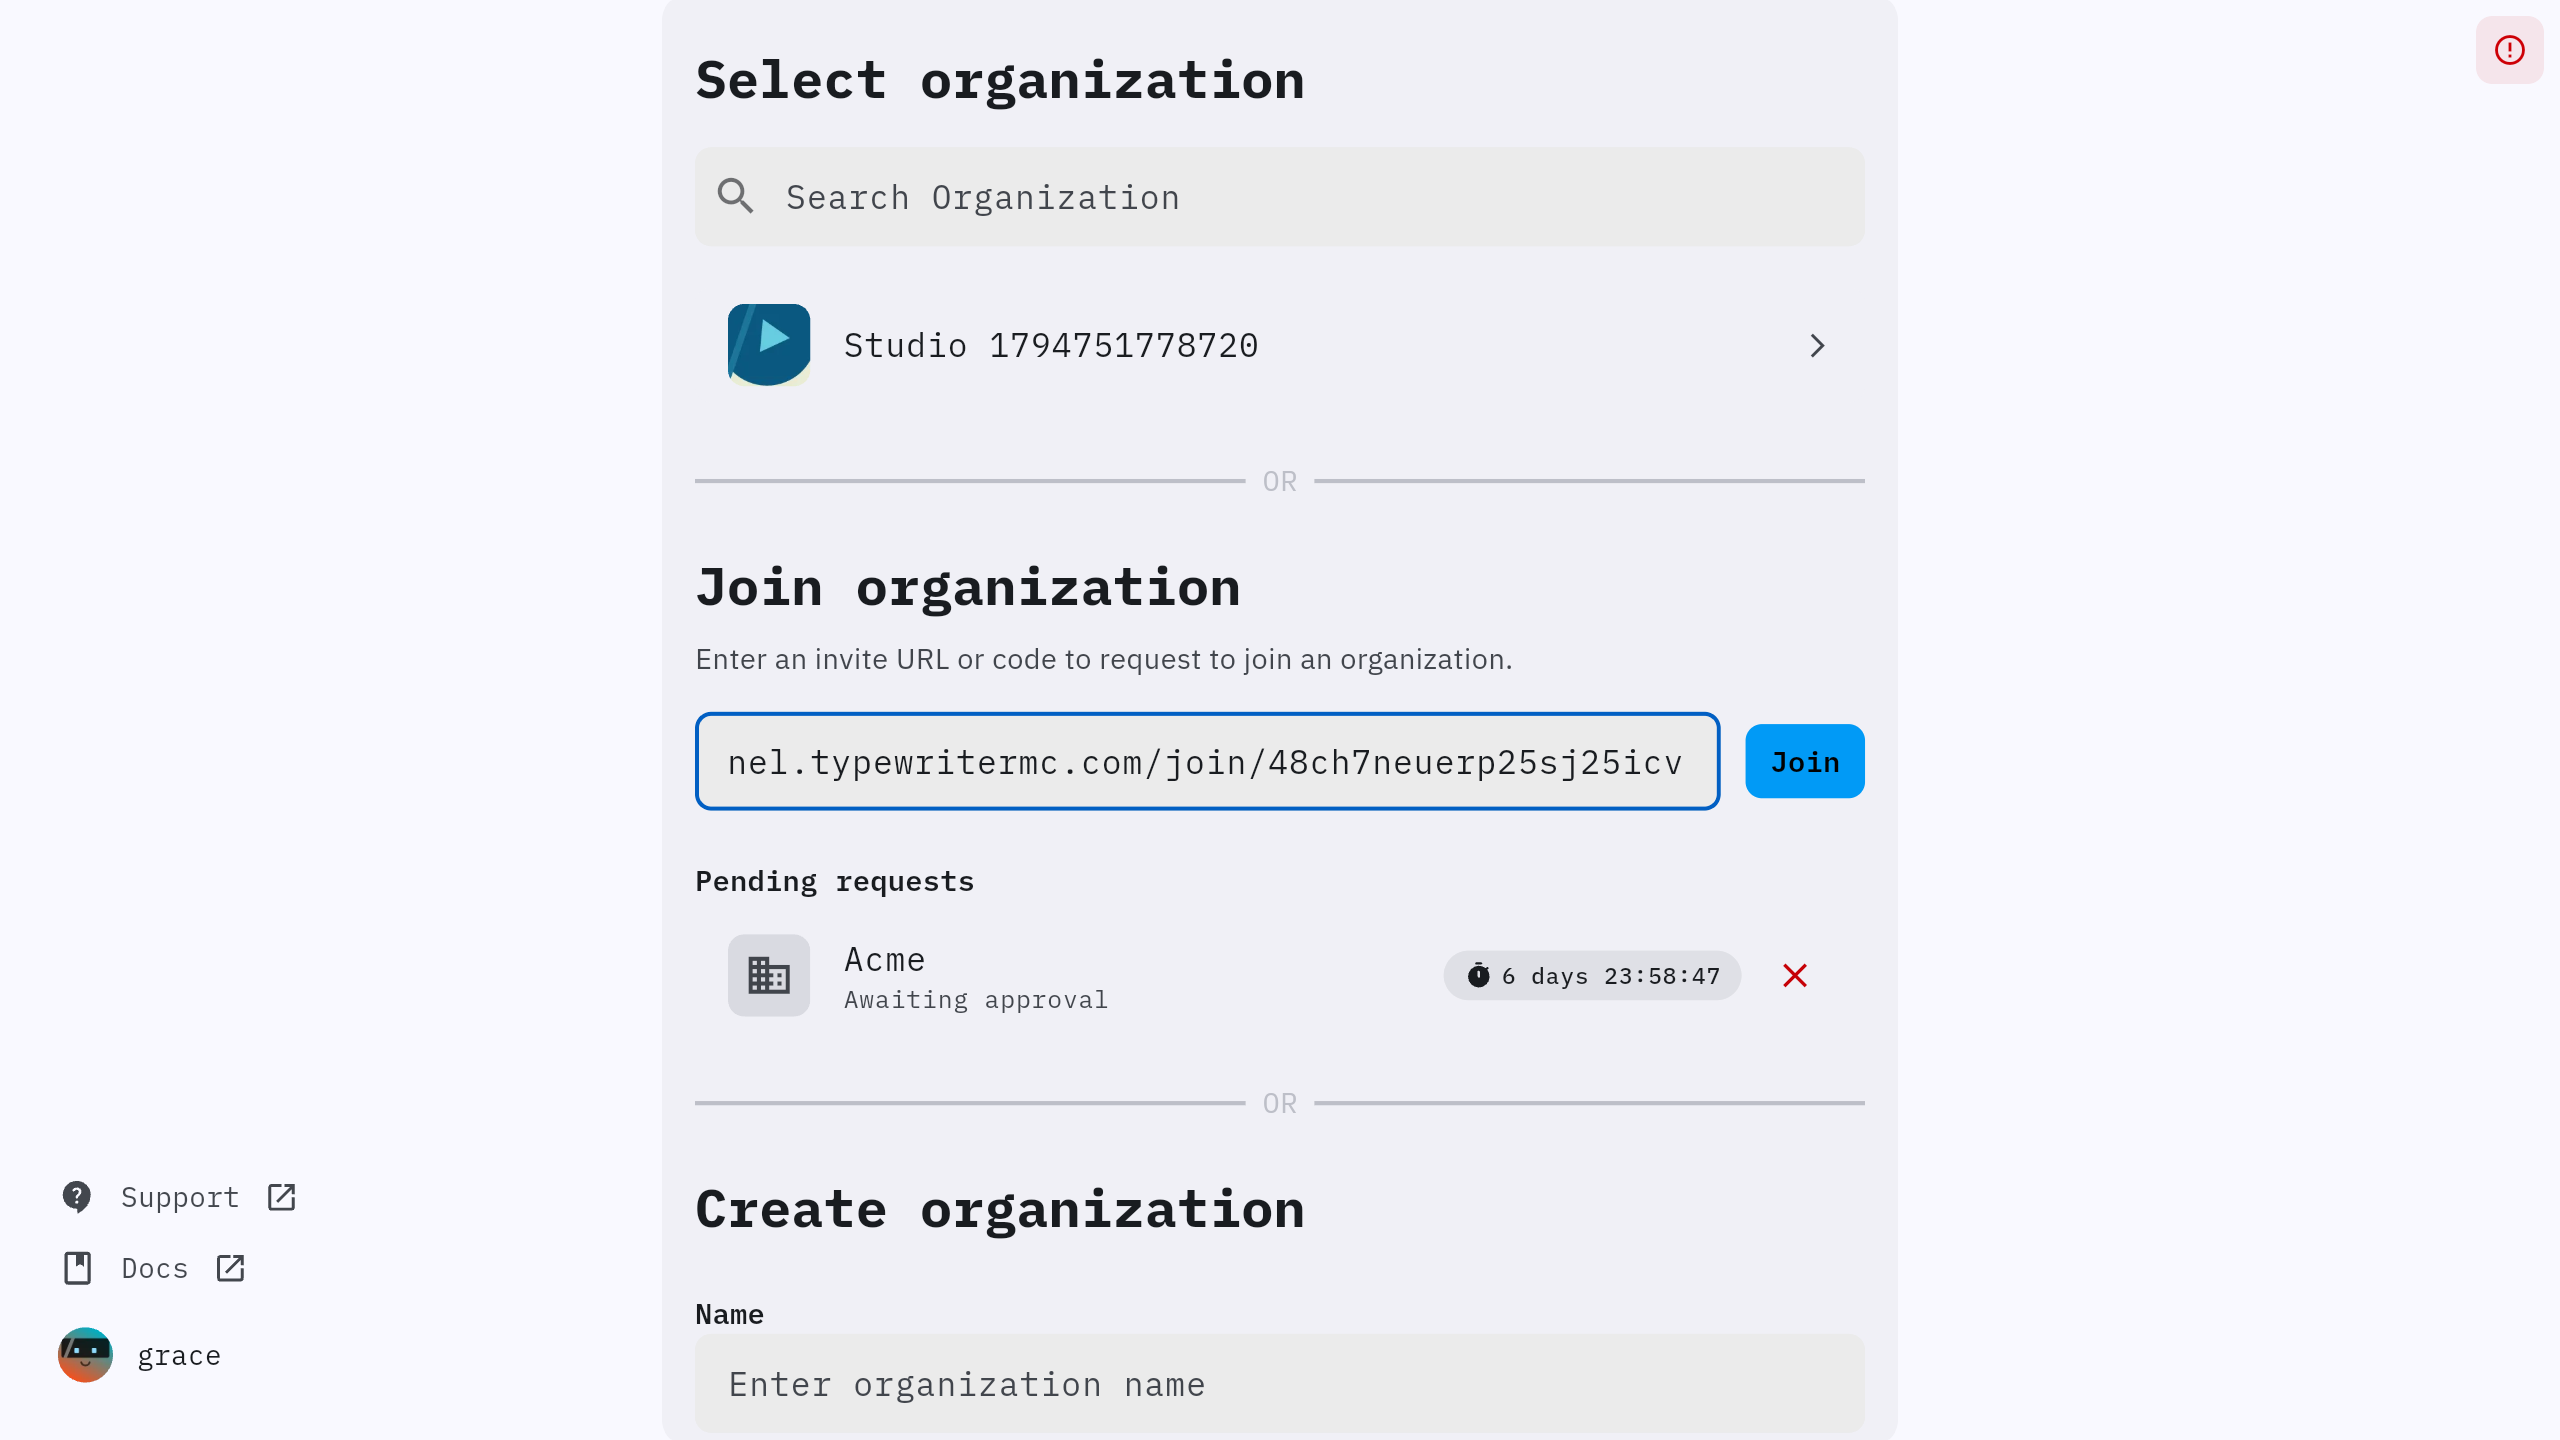 Select organization
Search Organization
Studio 1794751778720
OR
Join organization
Enter an invite URL or code to request to join an organization.
nel.typewritermc.com/join/48ch7neuerp25sj25icv
Join
Pending requests
Acme
Awaiting approval
6 days 23:58:47
OR
Create organization
Name
Enter organization name
Support
Docs
grace